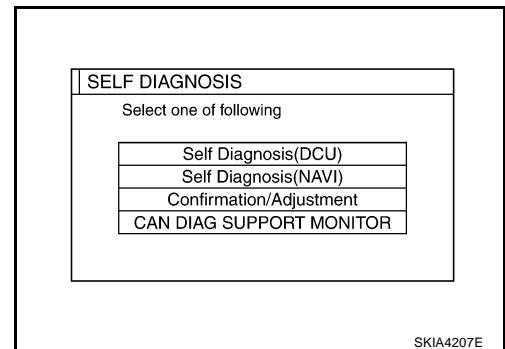 SELF DIAGNOSIS
Select one of following
Self Diagnosis(DCU)
Self Diagnosis(NAVI)
Confirmation/Adjustment
CAN DIAG SUPPORT MONITOR
SKIA4207E